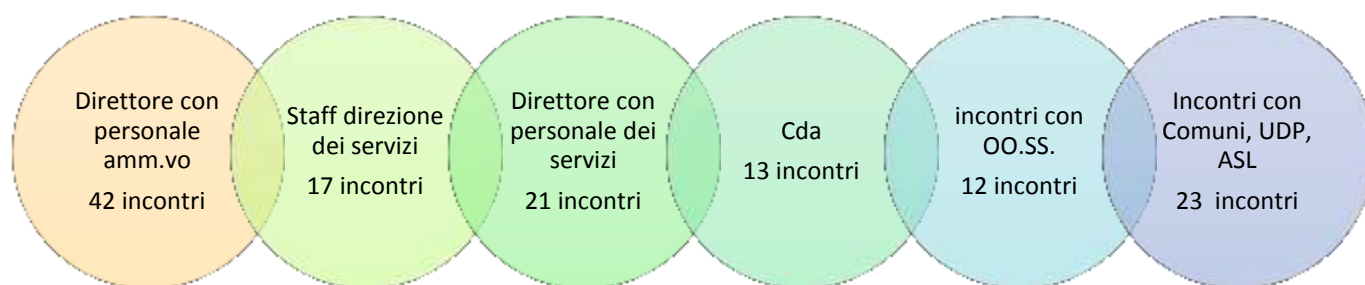 Direttore con
personale
amm.vo
42 incontri
Staff direzione
dei servizi
17 incontri
Direttore con
personale dei
servizi
21 incontri
Cda
13 incontri
incontri con
OO.SS.
12 incontri
Incontri con
Comuni, UDP,
ASL
23 incontri